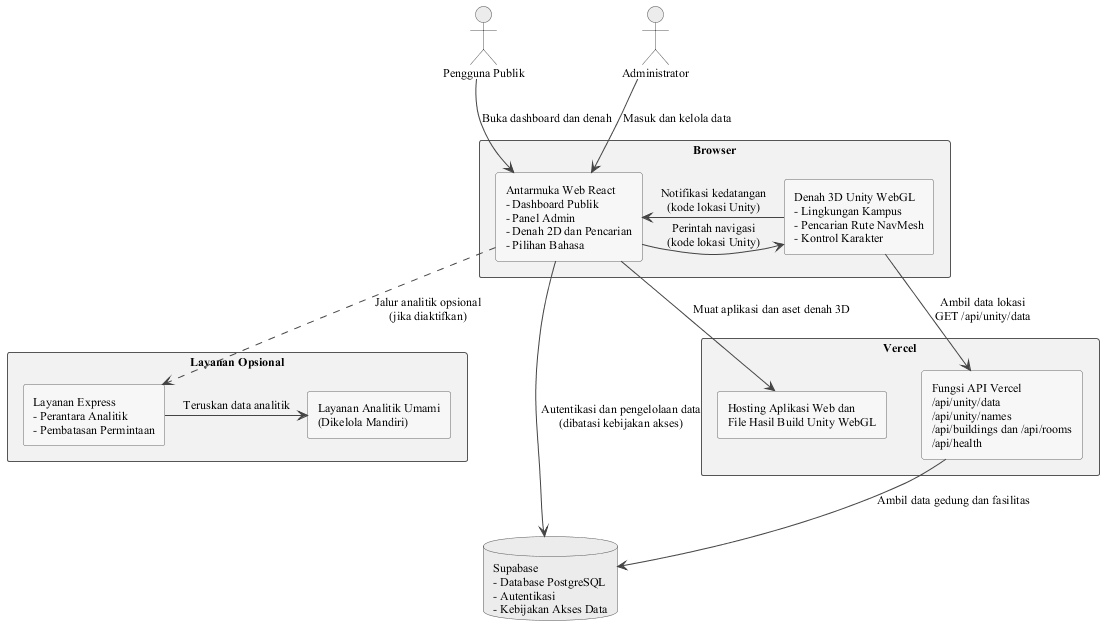 Pengguna Publik
Administrator
Buka dashboard dan denah
Masuk dan kelola data
Browser
Antarmuka Web React
- Dashboard Publik
- Panel Admin
- Denah 2D dan Pencarian
- Pilihan Bahasa
Notifikasi kedatangan
(kode lokasi Unity)
Perintah navigasi
(kode lokasi Unity)
Denah 3D Unity WebGL
- Lingkungan Kampus
- Pencarian Rute NavMesh
- Kontrol Karakter
Jalur analitik opsional
(jika diaktifkan)
Muat aplikasi dan aset denah 3D
Ambil data lokasi
GET /api/unity/data
Layanan Opsional
Layanan Express
- Perantara Analitik
- Pembatasan Permintaan
Teruskan data analitik
Layanan Analitik Umami
(Dikelola Mandiri)
Autentikasi dan pengelolaan data
(dibatasi kebijakan akses)
Vercel
Hosting Aplikasi Web dan
File Hasil Build Unity WebGL
Fungsi API Vercel
/api/unity/data
/api/unity/names
/api/buildings dan /api/rooms
/api/health
Ambil data gedung dan fasilitas
Supabase
- Database PostgreSQL
- Autentikasi
- Kebijakan Akses Data